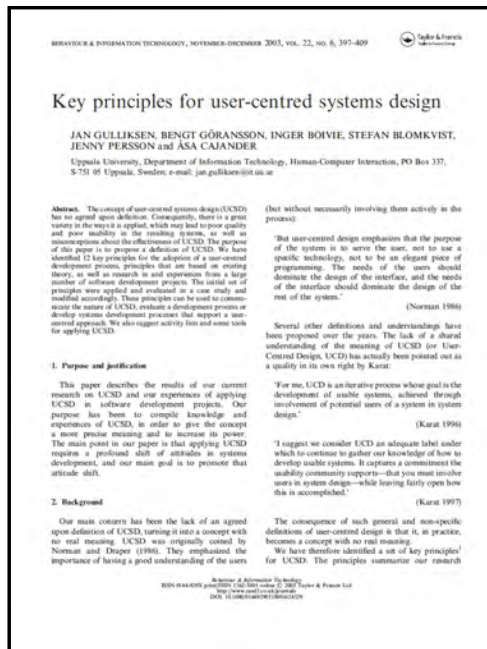 BEHAVIOUR & INFORMATION TECHNOLOGY, NOVEMBER–DECEMBER 2003, VOL. 22, NO. 6, 397–409
Taylor & Francis
Taylor & Francis Group
Key principles for user-centred systems design
JAN GULLIKSEN, BENGT GÖRANSSON, INGER BOIVIE, STEFAN BLOMKVIST,
JENNY PERSSON and ÅSA CAJANDER
Uppsala University, Department of Information Technology, Human-Computer Interaction, PO Box 337,
S-751 05 Uppsala, Sweden; e-mail: jan.gulliksen@it.uu.se
Abstract. The concept of user-centred systems design (UCSD)
has no agreed upon definition. Consequently, there is a great
variety in the ways it is applied, which may lead to poor quality
and poor usability in the resulting systems, as well as
misconceptions about the effectiveness of UCSD. The purpose
of this paper is to propose a definition of UCSD. We have
identified 12 key principles for the adoption of a user-centred
development process, principles that are based on existing
theory, as well as research in and experiences from a large
number of software development projects. The initial set of
principles were applied and evaluated in a case study and
modified accordingly. These principles can be used to commu-
nicate the nature of UCSD, evaluate a development process or
develop systems development processes that support a user-
centred approach. We also suggest activity lists and some tools
for applying UCSD.
1. Purpose and justification
This paper describes the results of our current
research on UCSD and our experiences of applying
UCSD in software development projects. Our
purpose has been to compile knowledge and
experiences of UCSD, in order to give the concept
a more precise meaning and to increase its power.
The main point in our paper is that applying UCSD
requires a profound shift of attitudes in systems
development, and our main goal is to promote that
attitude shift.
2. Background
Our main concern has been the lack of an agreed
upon definition of UCSD, turning it into a concept with
no real meaning. UCSD was originally coined by
Norman and Draper (1986). They emphasized the
importance of having a good understanding of the users
(but without necessarily involving them actively in the
process):
'But user-centred design emphasizes that the purpose
of the system is to serve the user, not to use a
specific technology, not to be an elegant piece of
programming. The needs of the users should
dominate the design of the interface, and the needs
of the interface should dominate the design of the
rest of the system.'
(Norman 1986)
Several other definitions and understandings have
been proposed over the years. The lack of a shared
understanding of the meaning of UCSD (or User-
Centred Design, UCD) has actually been pointed out as
a quality in its own right by Karat:
'For me, UCD is an iterative process whose goal is the
development of usable systems, achieved through
involvement of potential users of a system in system
design.'
(Karat 1996)
'I suggest we consider UCD an adequate label under
which to continue to gather our knowledge of how to
develop usable systems. It captures a commitment the
usability community supports—that you must involve
users in system design—while leaving fairly open how
this is accomplished.'
(Karat 1997)
The consequence of such general and non-specific
definitions of user-centred design is that it, in practice,
becomes a concept with no real meaning.
We have therefore identified a set of key principles¹
for UCSD. The principles summarize our research
Behaviour & Information Technology
ISSN 0144-929X print/ISSN 1362-3001 online © 2003 Taylor & Francis Ltd
http://www.tandf.co.uk/journals